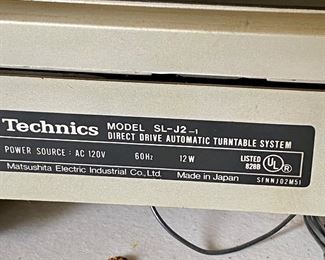 Technics MODEL SL-J2-1
DIRECT DRIVE AUTOMATIC TURNTABLE SYSTEM
POWER SOURCE: AC 120V 60Hz 12W
LISTED
828B
UL
Matsushita Electric Industrial Co., Ltd. Made in Japan
SFNNJ02M51